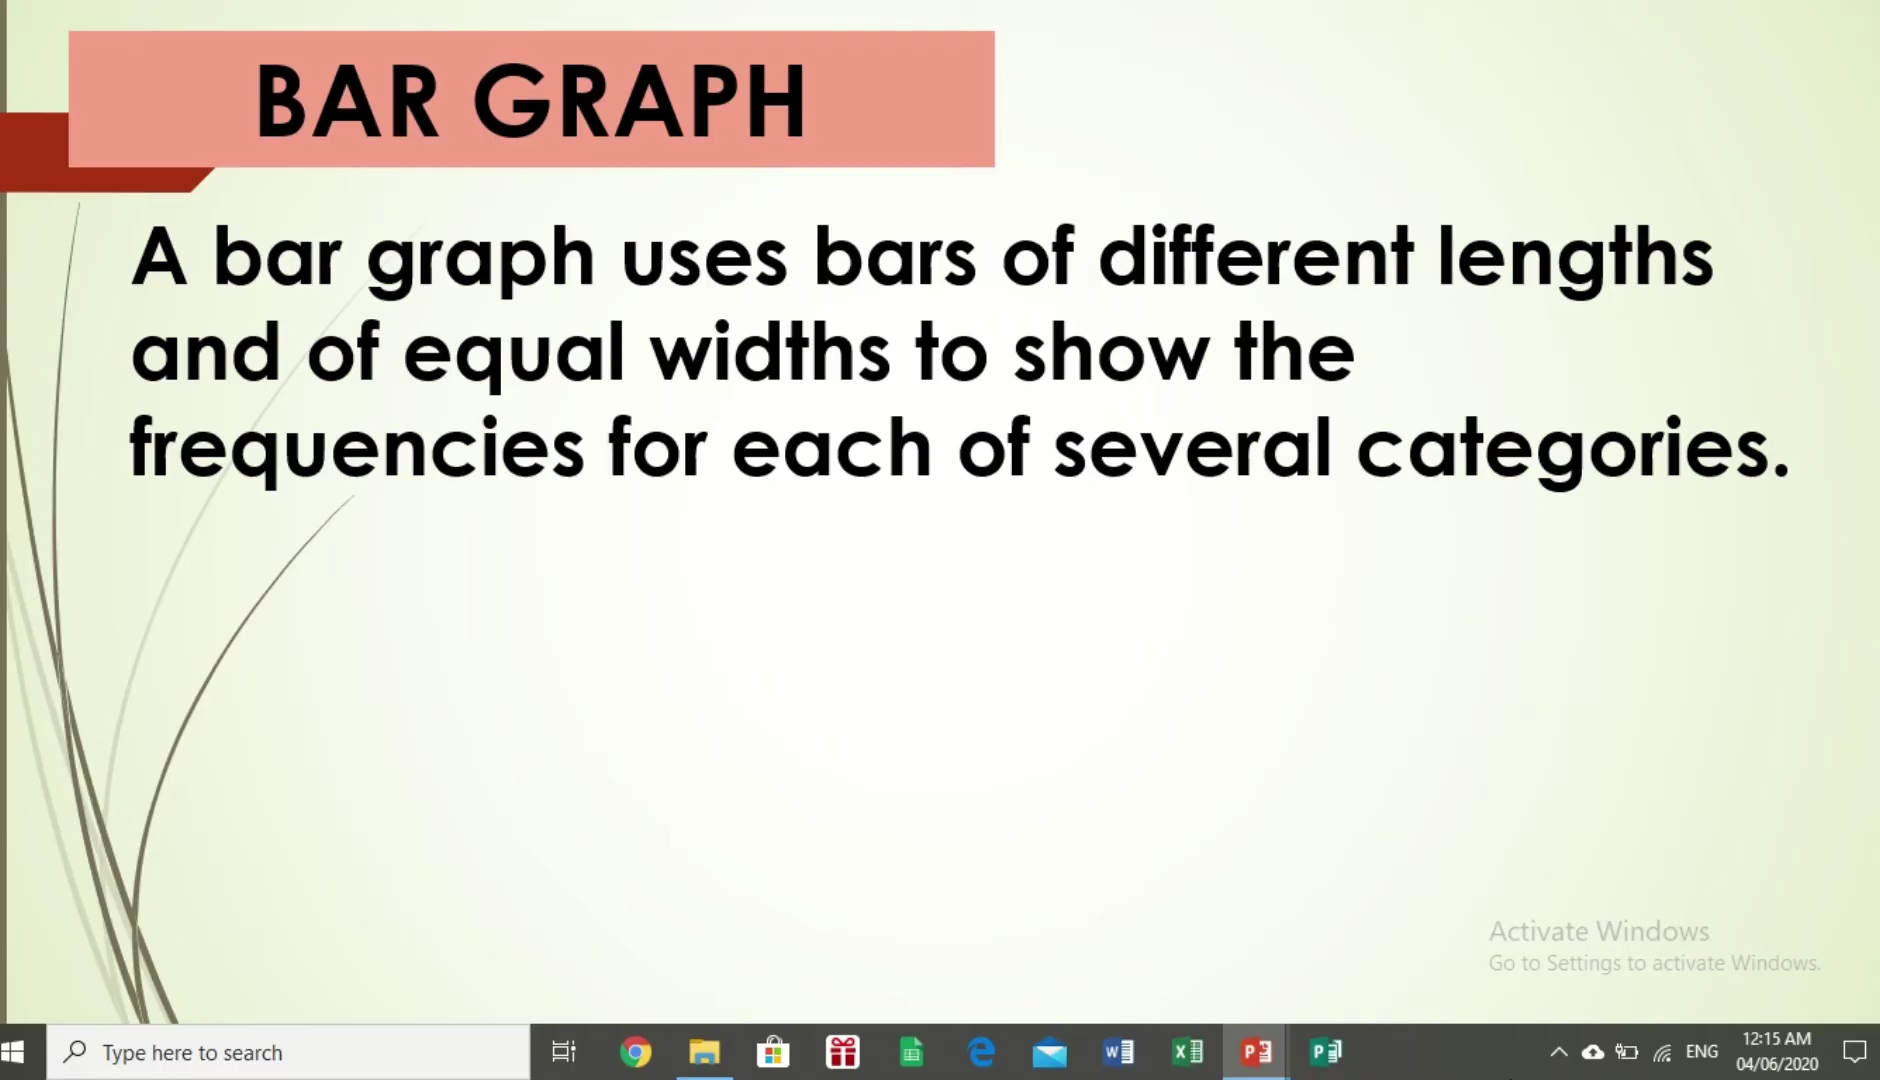 BAR GRAPH
A bar graph uses bars of different lengths
and of equal widths to show the
frequencies for each of several categories.
Activate Windows
Go to Settings to activate Windows.
Type here to search
ENG
12:15 AM
04/06/2020